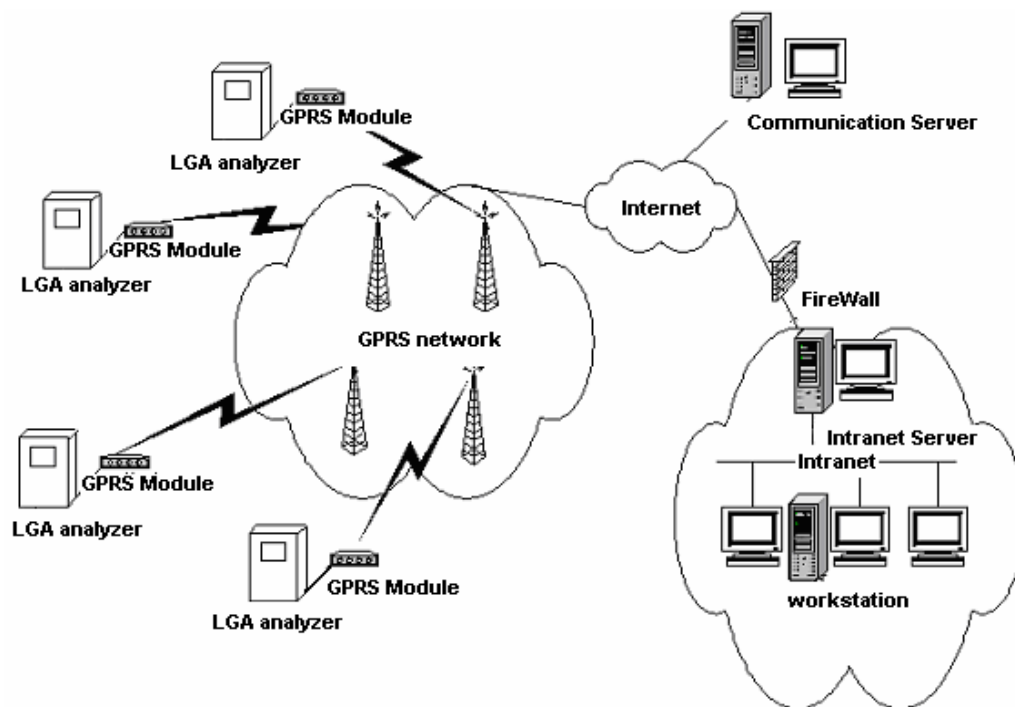 GPRS Module
LGA analyzer
Communication Server
GPRS Module
LGA analyzer
Internet
FireWall
GPRS network
Intranet Server
Intranet
GPRS Module
LGA analyzer
GPRS Module
LGA analyzer
workstation